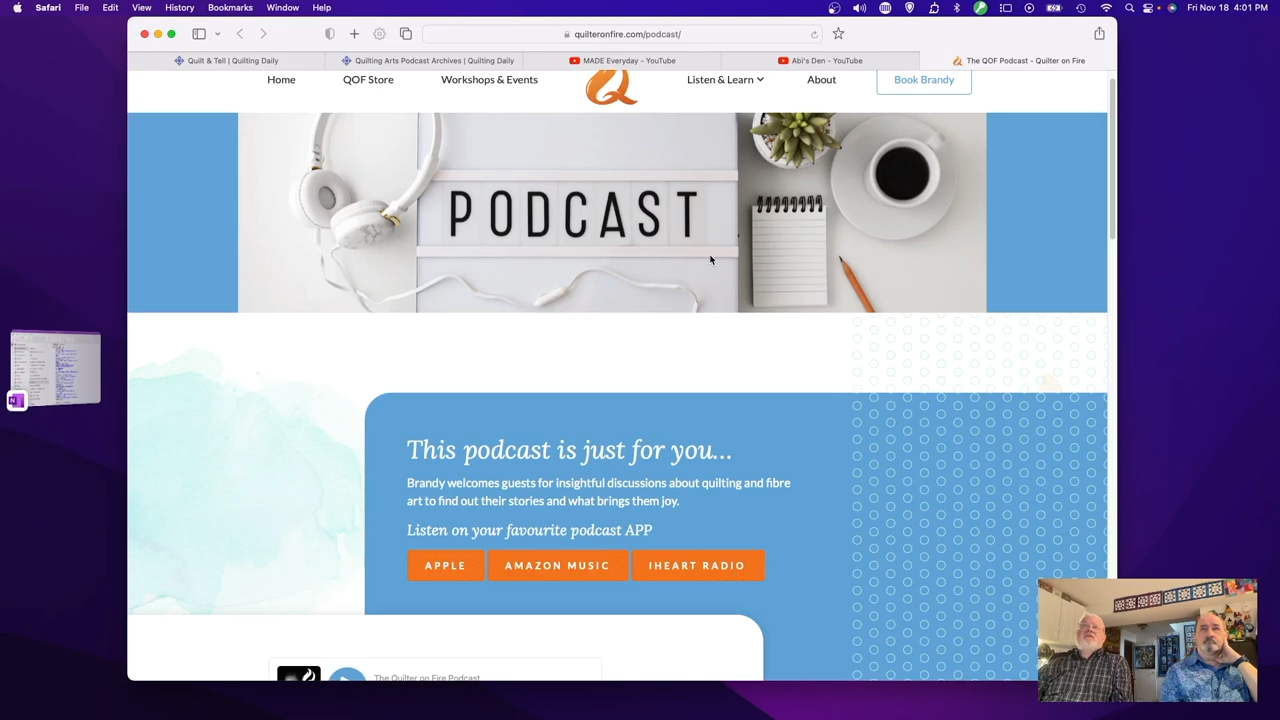 Safari File Edit View History Bookmarks Window Help Fri Nov 18 4:01 PM
quilteronfire.com/podcast/
Quilt & Tell | Quilting Daily Quilting Arts Podcast Archives | Quilting Daily MADE Everyday - YouTube Abi's Den - YouTube The QOF Podcast - Quilter on Fire
Home QOF Store Workshops & Events Listen & Learn About Book Brandy
PODCAST
This podcast is just for you...
Brandy welcomes guests for insightful discussions about quilting and fibre
art to find out their stories and what brings them joy.
Listen on your favourite podcast APP
APPLE AMAZON MUSIC IHEART RADIO
The Quilter on Fire Podcast